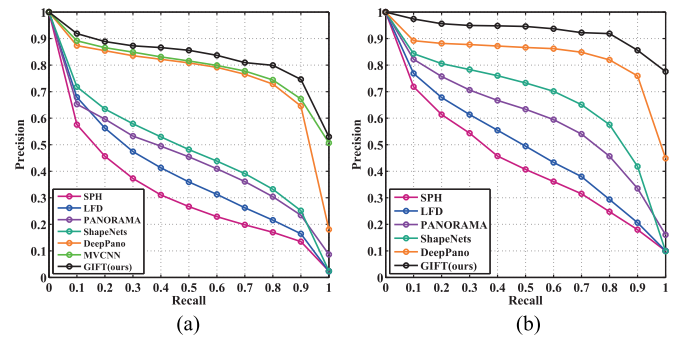 1
0.9
0.8
0.7
0.6
0.5
0.4
0.3
0.2
0.1
0
Precision
SPH
LFD
PANORAMA
ShapeNets
DeepPano
MVCNN
GIFT(ours)
0 0.1 0.2 0.3 0.4 0.5 0.6 0.7 0.8 0.9 1
Recall
(a)
1
0.9
0.8
0.7
0.6
0.5
0.4
0.3
0.2
0.1
0
Precision
SPH
LFD
PANORAMA
ShapeNets
DeepPano
GIFT(ours)
0 0.1 0.2 0.3 0.4 0.5 0.6 0.7 0.8 0.9 1
Recall
(b)